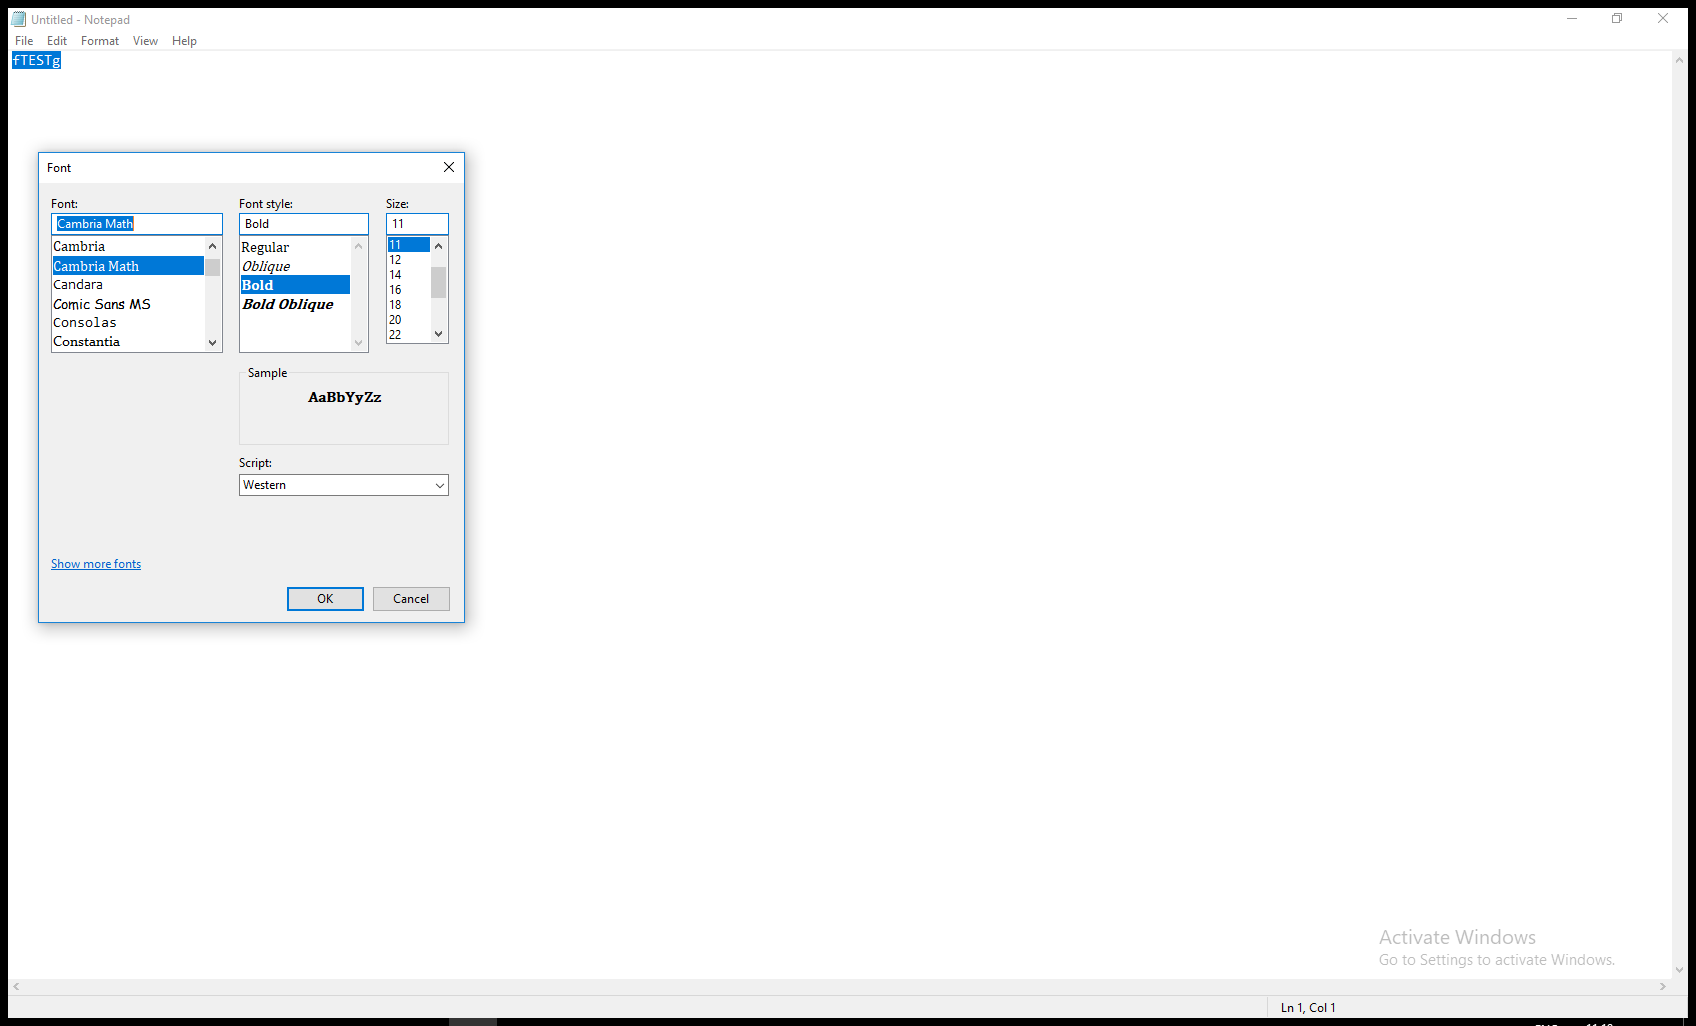 Untitled - Notepad
File Edit Format View Help
fTESTg
Font
Font: Font style: Size:
Cambria Math Bold 11
Cambria
Cambria Math
Candara
Comic Sans MS
Consolas
Constantia
Regular
Oblique
Bold
Bold Oblique
11
12
14
16
18
20
22
Sample
AaBbYyZz
Script:
Western
Show more fonts
OK Cancel
Activate Windows
Go to Settings to activate Windows.
Ln 1, Col 1